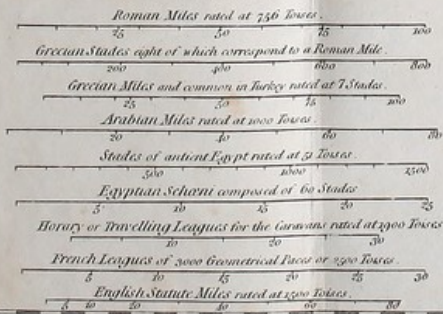 Roman Miles rated at 756 Toises.
25 50 75 100
Grecian Stades eight of which correspond to a Roman Mile.
200 400 600 800
Grecian Miles and common in Turkey rated at 7 Stades.
25 50 75 100
Arabian Miles rated at 1000 Toises.
20 40 60 80
Stades of antient Egypt rated at 51 Toises.
500 1000 1500
Egyptian Schœni composed of 60 Stades
5 10 15 20 25
Horary or Travelling Leagues for the Caravans rated at 1900 Toises
10 20 30
French Leagues of 3000 Geometrical Paces or 2500 Toises.
5 10 15 20 25 30
English Statute Miles rated at Toises.
5 10 20 40 60 80